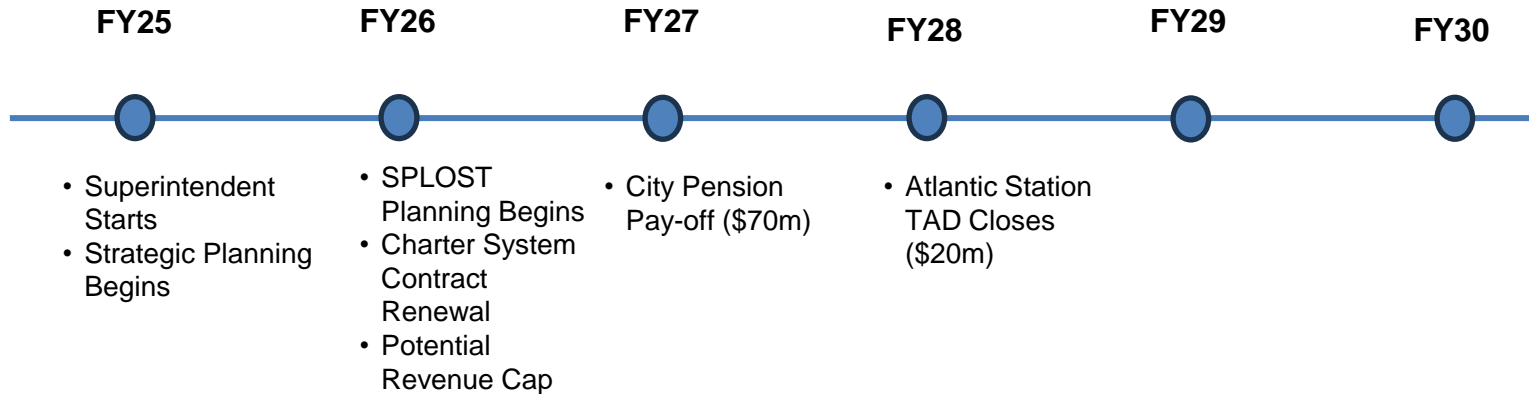 FY25
FY26
FY27
FY28
FY29
FY30
• Superintendent
Starts
• Strategic Planning
Begins
• SPLOST
Planning Begins
• Charter System
Contract
Renewal
• Potential
Revenue Cap
• City Pension
Pay-off ($70m)
• Atlantic Station
TAD Closes
($20m)